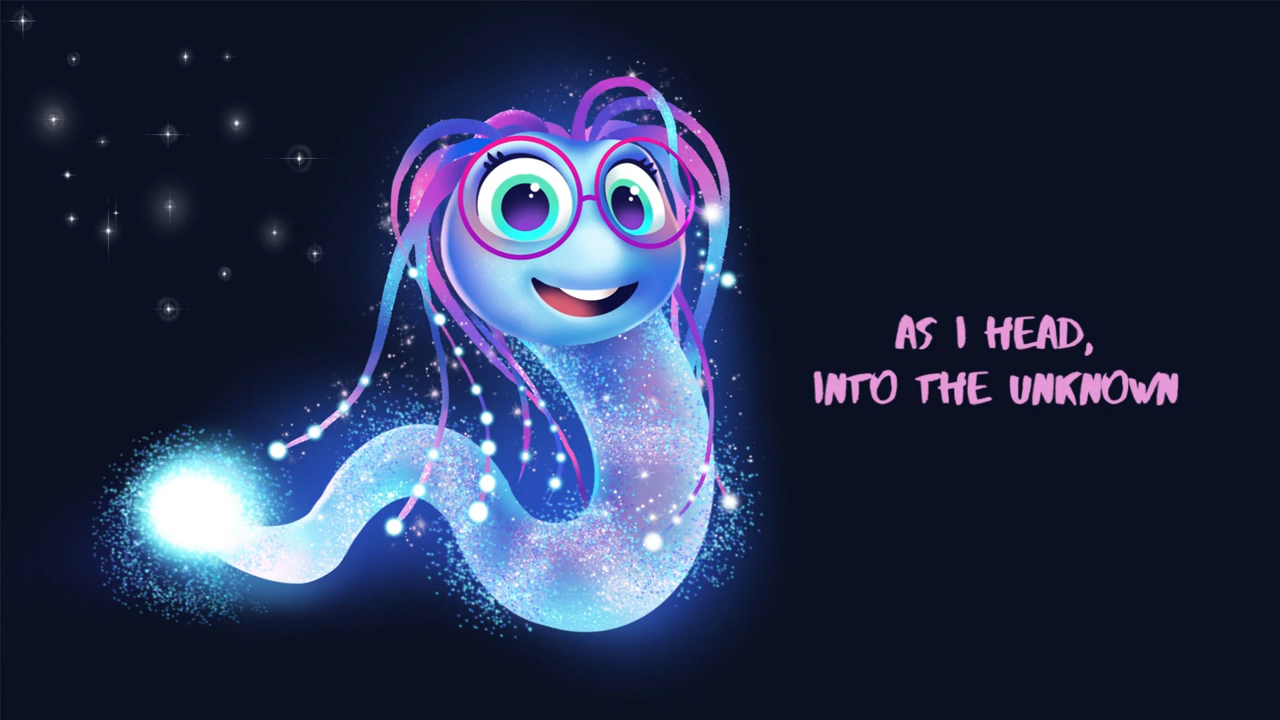 AS I HEAD,
INTO THE UNKNOWN